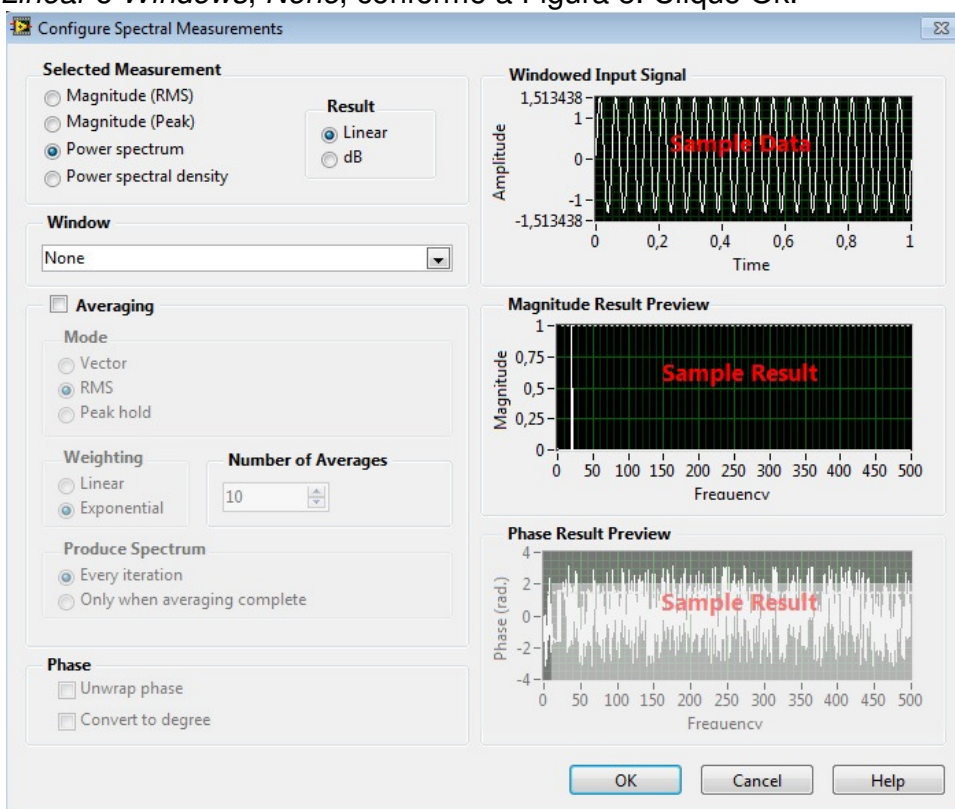 Linear e Windows, None, conforme a Figura 3. Clique Ok.
Configure Spectral Measurements
Selected Measurement
Magnitude (RMS)
Magnitude (Peak)
Power spectrum
Power spectral density
Result
Linear
dB
Window
None
Averaging
Mode
Vector
RMS
Peak hold
Weighting
Linear
Exponential
Number of Averages
10
Produce Spectrum
Every iteration
Only when averaging complete
Phase
Unwrap phase
Convert to degree
Windowed Input Signal
Amplitude
1,513438
1
0
-1
-1,513438
Sample Data
0 0,2 0,4 0,6 0,8 1
Time
Magnitude Result Preview
Magnitude
1
0,75
0,5
0,25
0
Sample Result
0 50 100 150 200 250 300 350 400 450 500
Frequency
Phase Result Preview
Phase (rad.)
4
2
0
-2
-4
Sample Result
0 50 100 150 200 250 300 350 400 450 500
Frequency
OK Cancel Help